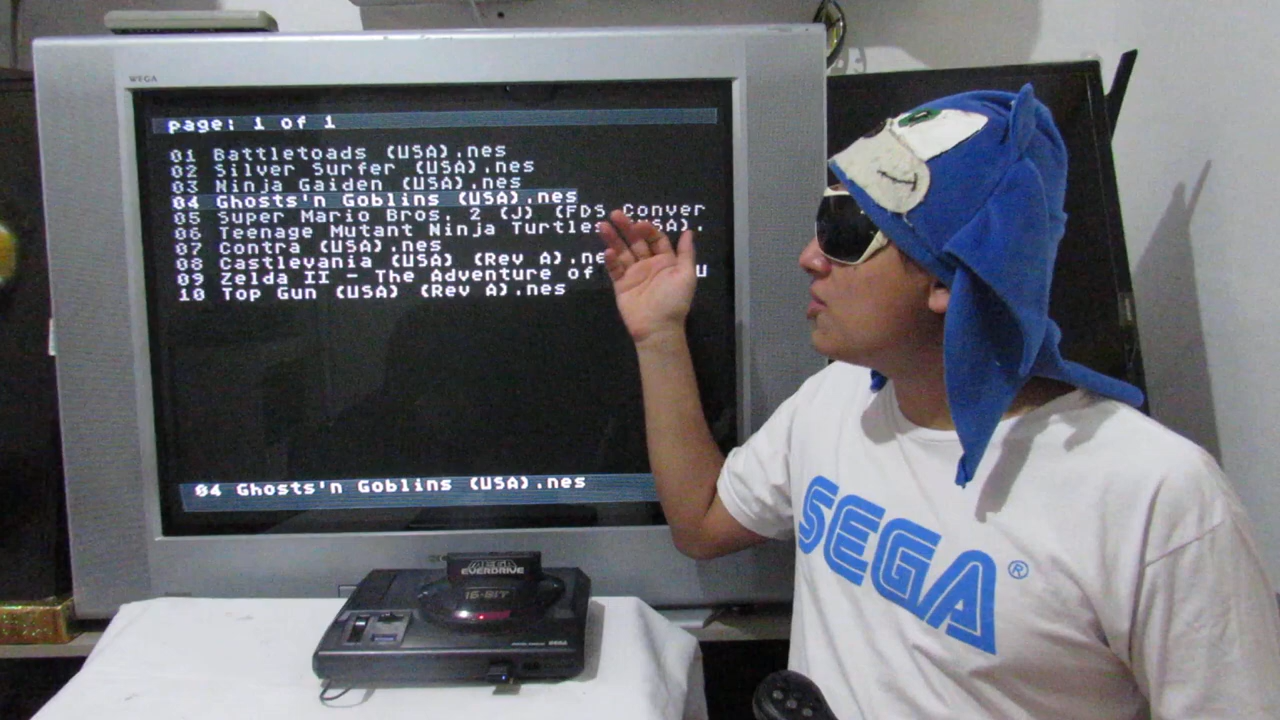 WEGA
page: 1 of 1
01 Battletoads (USA).nes
02 Silver Surfer (USA).nes
03 Ninja Gaiden (USA).nes
04 Ghosts'n Goblins (USA).nes
05 Super Mario Bros. 2 (J) (FDS Conver
06 Teenage Mutant Ninja Turtles (USA).
07 Contra (USA).nes
08 Castlevania (USA) (Rev A).ne
09 Zelda II - The Adventure of U
10 Top Gun (USA) (Rev A).nes
04 Ghosts'n Goblins (USA).nes
MEGA
EVERDRIVE
16-BIT
SEGA
SEGA®